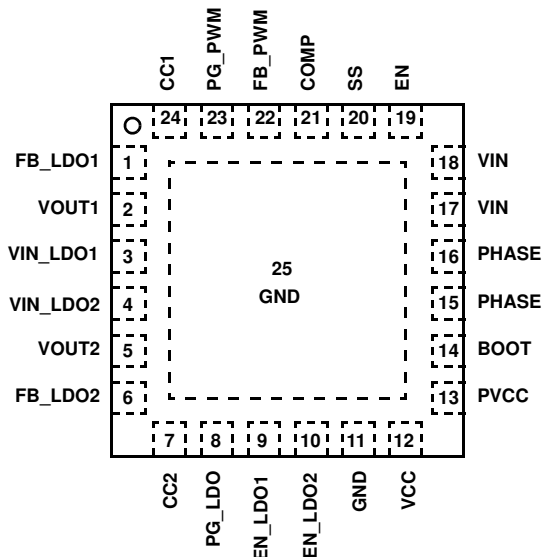 CC1
PG_PWM
FB_PWM
COMP
SS
EN
24
23
22
21
20
19
FB_LDO1
1
18
VIN
VOUT1
2
17
VIN
VIN_LDO1
3
16
PHASE
VIN_LDO2
4
15
PHASE
VOUT2
5
14
BOOT
FB_LDO2
6
13
PVCC
25
GND
7
8
9
10
11
12
CC2
PG_LDO
EN_LDO1
EN_LDO2
GND
VCC